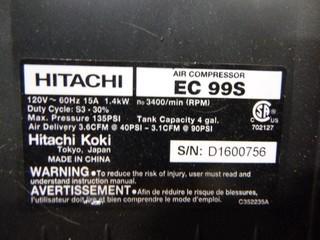 HITACHI
AIR COMPRESSOR
EC 99S
120V ~ 60Hz 15A 1.4kW no 3400/min (RPM)
Duty Cycle: S3 - 30%
Max. Pressure 135PSI Tank Capacity 4 gal.
Air Delivery 3.6CFM @ 40PSI - 3.1CFM @ 90PSI
702127
Hitachi Koki
Tokyo, Japan
MADE IN CHINA
S/N: D1600756
WARNING •To reduce the risk of injury, user must read and
understand instruction manual.
AVERTISSEMENT •Afin de réduire le risque de blessures,
l'utilisateur doit lire et bien comprendre le mode d'emploi.
C352235A